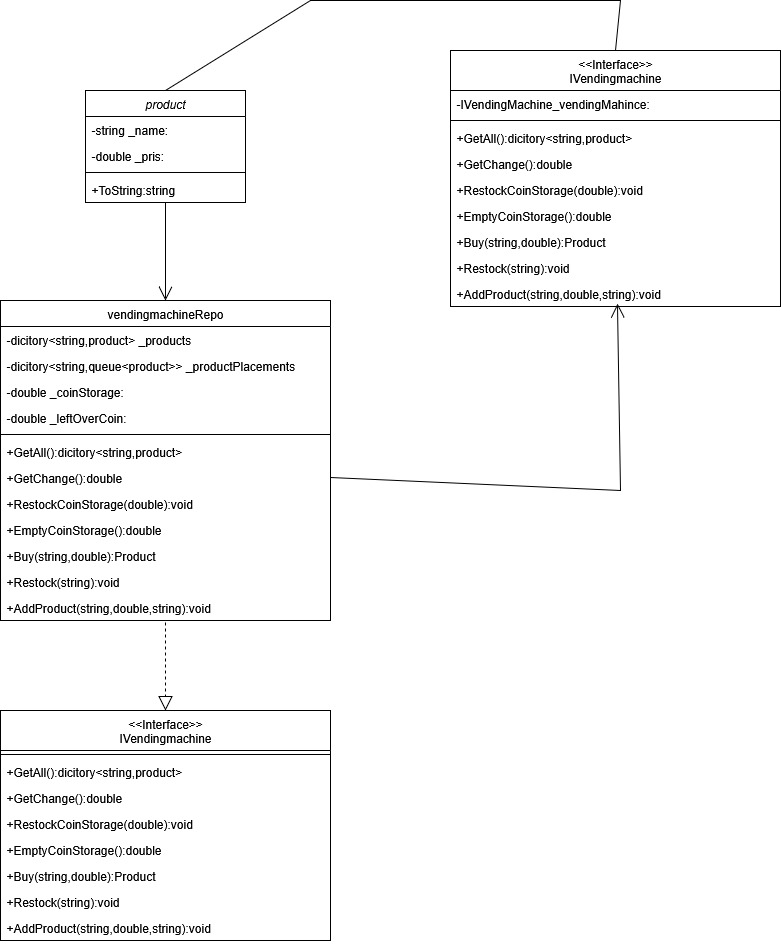 <<Interface>>
IVendingmachine
-IVendingMachine_vendingMahince:
+GetAll():dicitory<string,product>
+GetChange():double
+RestockCoinStorage(double):void
+EmptyCoinStorage():double
+Buy(string,double):Product
+Restock(string):void
+AddProduct(string,double,string):void
product
-string _name:
-double _pris:
+ToString:string
vendingmachineRepo
-dicitory<string,product> _products
-dicitory<string,queue<product>> _productPlacements
-double _coinStorage:
-double _leftOverCoin:
+GetAll():dicitory<string,product>
+GetChange():double
+RestockCoinStorage(double):void
+EmptyCoinStorage():double
+Buy(string,double):Product
+Restock(string):void
+AddProduct(string,double,string):void
<<Interface>>
IVendingmachine
+GetAll():dicitory<string,product>
+GetChange():double
+RestockCoinStorage(double):void
+EmptyCoinStorage():double
+Buy(string,double):Product
+Restock(string):void
+AddProduct(string,double,string):void